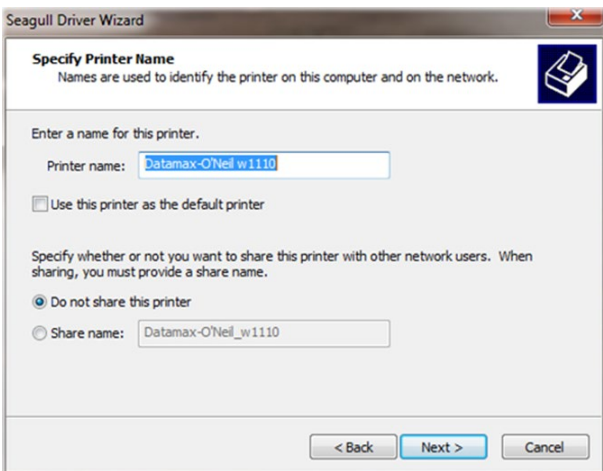 Seagull Driver Wizard
Specify Printer Name
Names are used to identify the printer on this computer and on the network.
Enter a name for this printer.
Printer name: Datamax-O'Neil w1110
Use this printer as the default printer
Specify whether or not you want to share this printer with other network users. When
sharing, you must provide a share name.
Do not share this printer
Share name: Datamax-O'Neil_w1110
< Back Next > Cancel